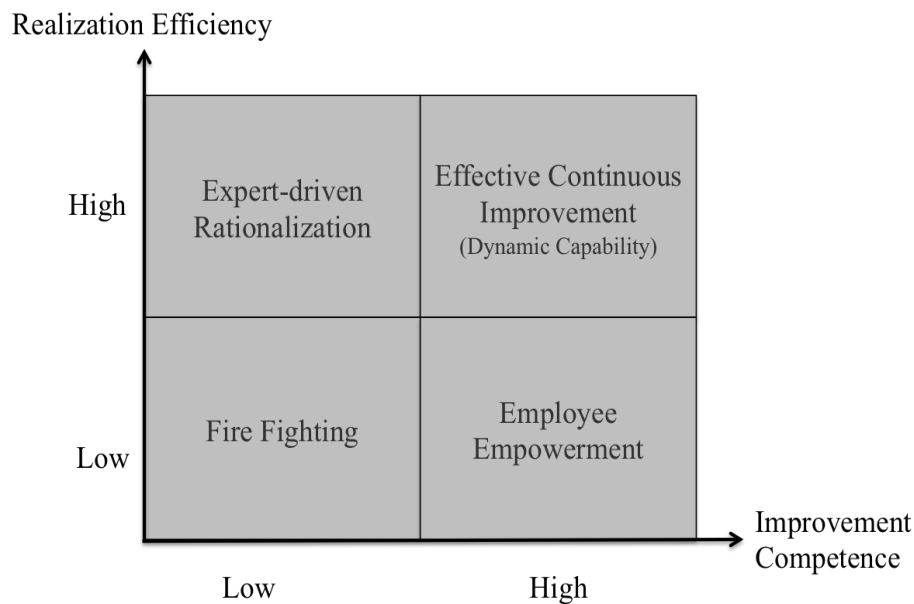 Realization Efficiency
High
Expert-driven
Rationalization
Effective Continuous
Improvement
(Dynamic Capability)
Low
Fire Fighting
Employee
Empowerment
Improvement
Competence
Low
High